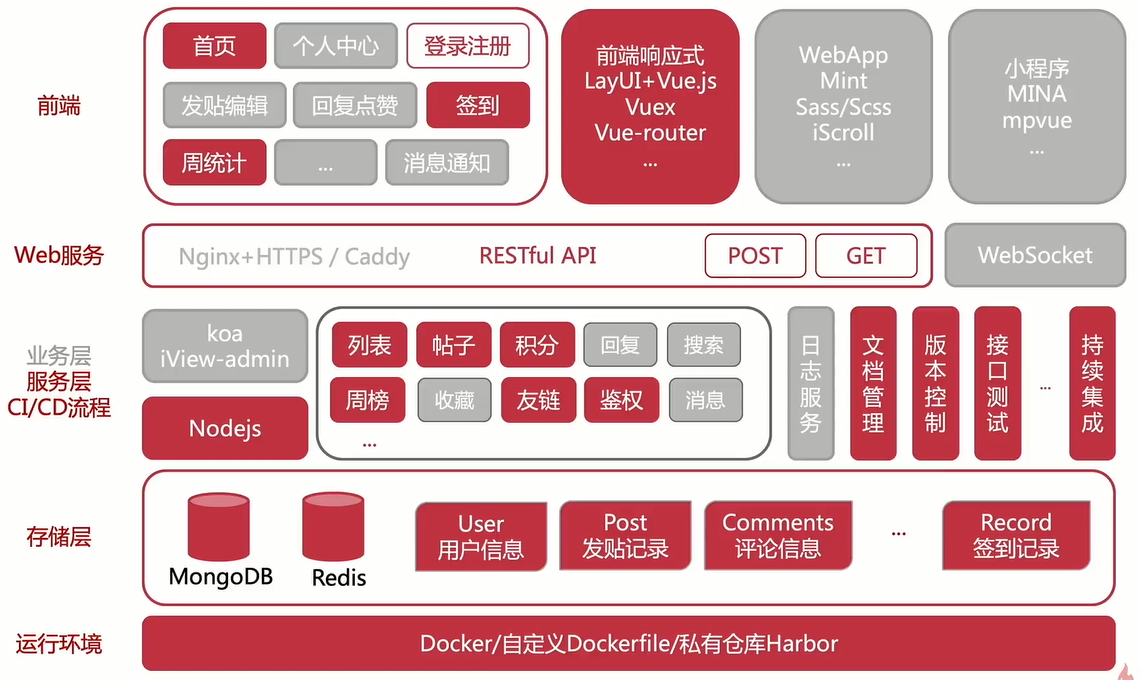 前端
首页
个人中心
登录注册
发贴编辑
回复点赞
签到
周统计
...
消息通知
前端响应式
LayUI+Vue.js
Vuex
Vue-router
...
WebApp
Mint
Sass/Scss
iScroll
...
小程序
MINA
mpvue
...
Web服务
Nginx+HTTPS / Caddy
RESTful API
POST
GET
WebSocket
业务层
服务层
CI/CD流程
koa
iView-admin
Nodejs
列表
帖子
积分
回复
搜索
周榜
收藏
友链
鉴权
消息
...
日志服务
文档管理
版本控制
接口测试
...
持续集成
存储层
MongoDB
Redis
User
用户信息
Post
发贴记录
Comments
评论信息
...
Record
签到记录
运行环境
Docker/自定义Dockerfile/私有仓库Harbor